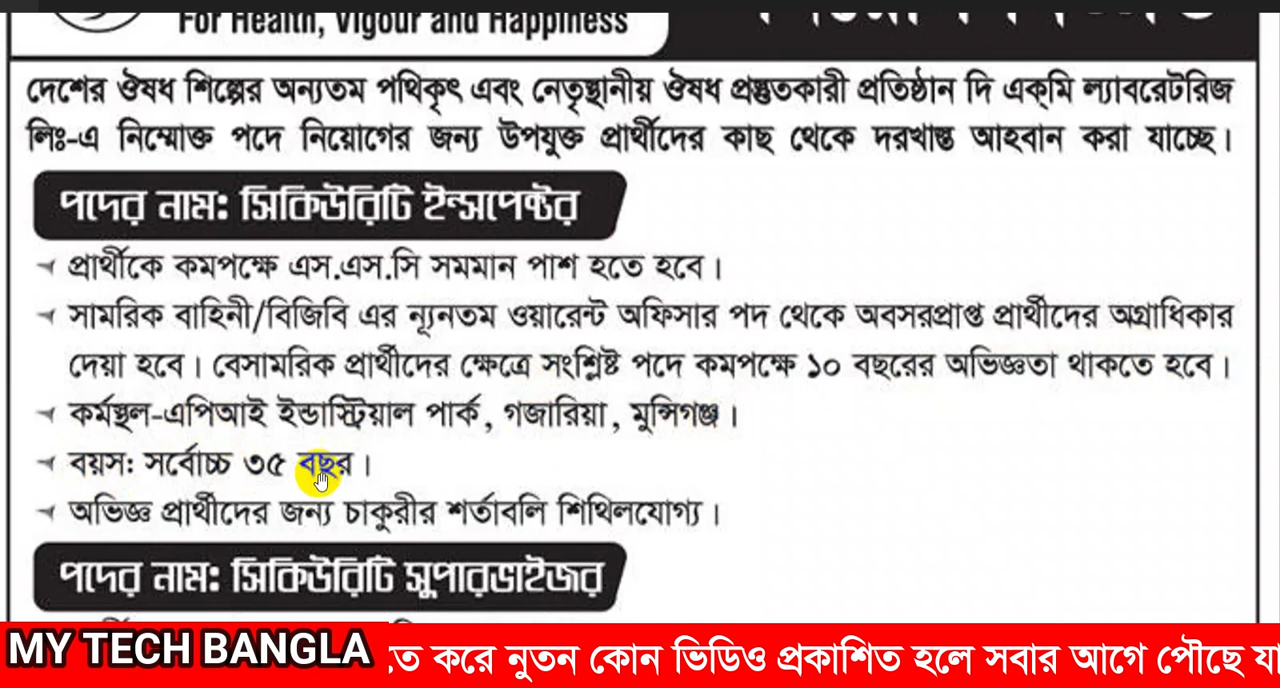 For Health, Vigour and Happiness
দেশের ঔষধ শিল্পের অন্যতম পথিকৃৎ এবং নেতৃস্থানীয় ঔষধ প্রস্তুতকারী প্রতিষ্ঠান দি এক্‌মি ল্যাবরেটরিজ
লিঃ-এ নিম্মোক্ত পদে নিয়োগের জন্য উপযুক্ত প্রার্থীদের কাছ থেকে দরখাস্ত আহবান করা যাচ্ছে।
পদের নাম: সিকিউরিটি ইন্সপেক্টর
প্রার্থীকে কমপক্ষে এস.এস.সি সমমান পাশ হতে হবে।
সামরিক বাহিনী/বিজিবি এর ন্যূনতম ওয়ারেন্ট অফিসার পদ থেকে অবসরপ্রাপ্ত প্রার্থীদের অগ্রাধিকার
দেয়া হবে। বেসামরিক প্রার্থীদের ক্ষেত্রে সংশ্লিষ্ট পদে কমপক্ষে ১০ বছরের অভিজ্ঞতা থাকতে হবে।
কর্মস্থল-এপিআই ইন্ডাস্ট্রিয়াল পার্ক, গজারিয়া, মুন্সিগঞ্জ।
বয়স: সর্বোচ্চ ৩৫ বছর।
অভিজ্ঞ প্রার্থীদের জন্য চাকুরীর শর্তাবলি শিথিলযোগ্য।
পদের নাম: সিকিউরিটি সুপারভাইজর
MY TECH BANGLA
করে নুতন কোন ভিডিও প্রকাশিত হলে সবার আগে পৌছে